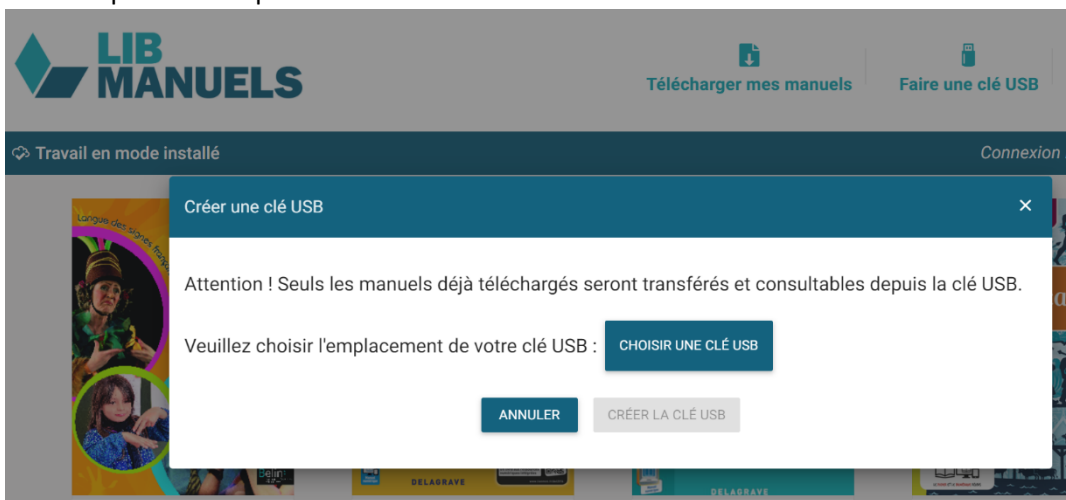 LIB
MANUELS
Télécharger mes manuels
Faire une clé USB
Travail en mode installé
Connexion
Créer une clé USB
Langue des signes
Attention ! Seuls les manuels déjà téléchargés seront transférés et consultables depuis la clé USB.
Veuillez choisir l'emplacement de votre clé USB :
CHOISIR UNE CLÉ USB
ANNULER
CRÉER LA CLÉ USB
Belin
DELAGRAVE
DELAGRAVE